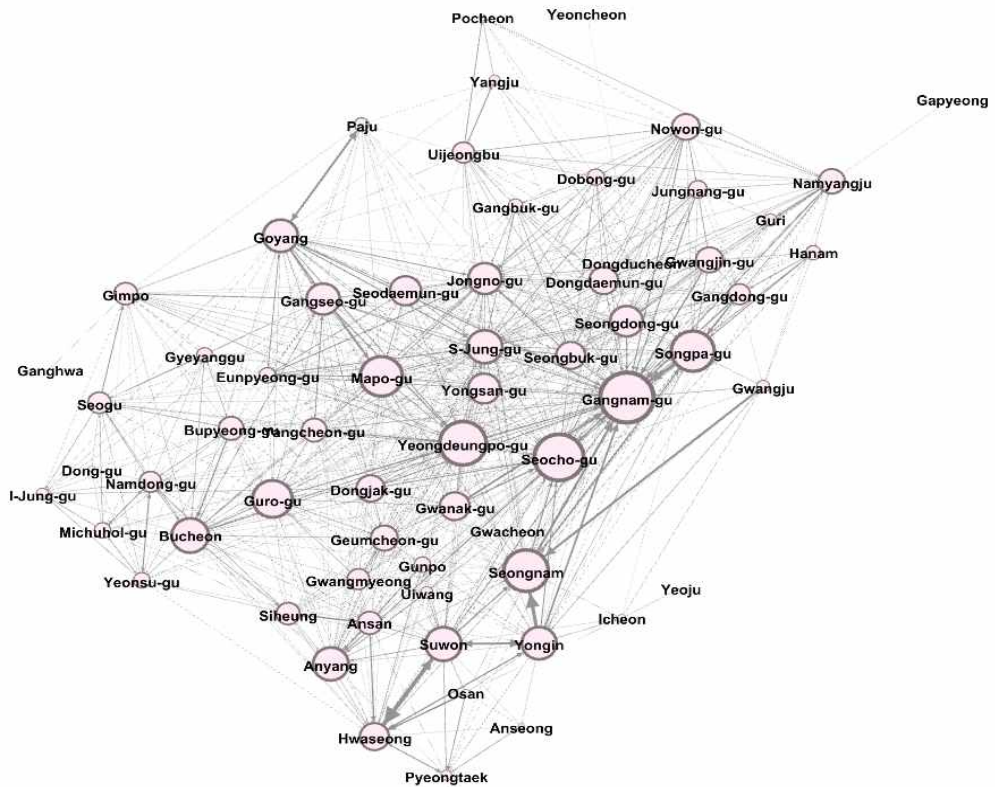 Yeoncheon
Pocheon
Yangju
Gapyeong
Paju
Nowon-gu
Uijeongbu
Dobong-gu
Namyangju
Jungnang-gu
Gangbuk-gu
Guri
Goyang
Hanam
Dongducheon
Gwangjin-gu
Jongno-gu
Dongdaemun-gu
Seodaemun-gu
Gimpo
Gangdong-gu
Gangseo-gu
Seongdong-gu
S-Jung-gu
Songpa-gu
Gyeyanggu
Seongbuk-gu
Ganghwa
Eunpyeong-gu
Mapo-gu
Gwangju
Yongsan-gu
Gangnam-gu
Seogu
Bupyeong-gu
Yangcheon-gu
Yeongdeungpo-gu
Seocho-gu
Dong-gu
Namdong-gu
Dongjak-gu
I-Jung-gu
Guro-gu
Gwanak-gu
Michuhol-gu
Gwacheon
Bucheon
Geumcheon-gu
Gunpo
Seongnam
Yeonsu-gu
Gwangmyeong
Yeoju
Uiwang
Siheung
Icheon
Ansan
Suwon
Yongin
Anyang
Osan
Anseong
Hwaseong
Pyeongtaek